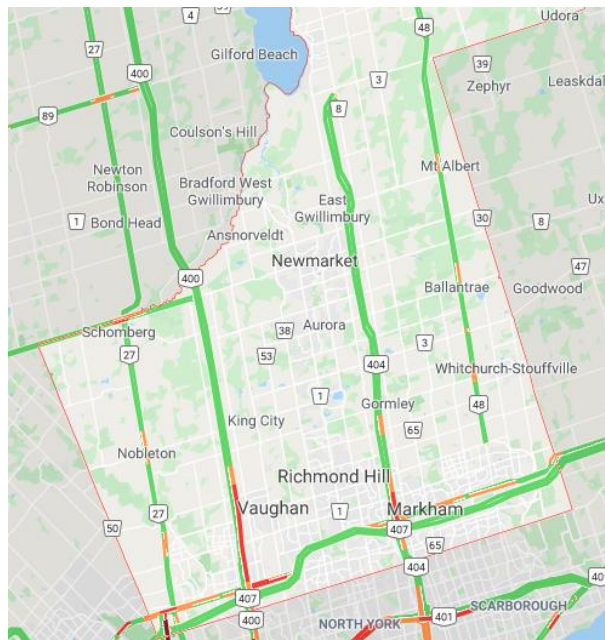 Udora
4
27
48
Gilford Beach
400
3
39
Zephyr
Leaskdal
8
89
Coulson's Hill
Mt Albert
Newton
Robinson
Bradford West
Gwillimbury
East
Gwillimbury
Ux
1
Bond Head
30
8
Ansnorveldt
Newmarket
47
400
Ballantrae
Goodwood
Schomberg
38
Aurora
27
53
404
3
Whitchurch-Stouffville
1
Gormley
48
King City
65
Nobleton
Richmond Hill
Vaughan
1
Markham
50
27
407
65
404
407
400
NORTH YORK
401
SCARBOROUGH